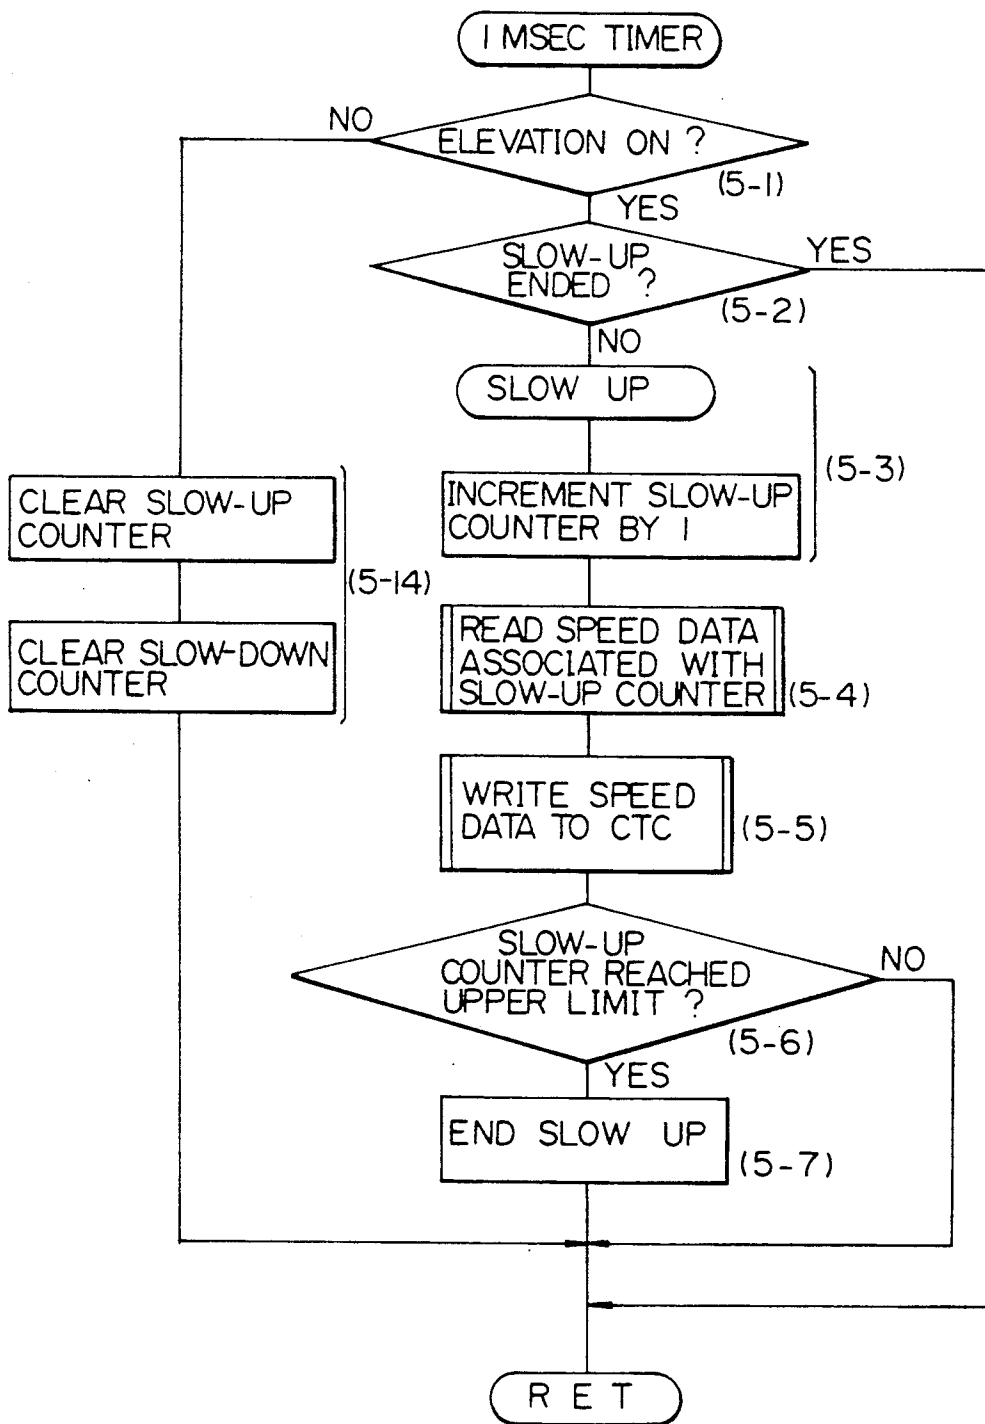 1 MSEC TIMER
NO
ELEVATION ON ?
(5-1)
YES
SLOW-UP
ENDED ?
YES
(5-2)
NO
SLOW UP
(5-3)
INCREMENT SLOW-UP
COUNTER BY 1
CLEAR SLOW-UP
COUNTER
(5-14)
CLEAR SLOW-DOWN
COUNTER
READ SPEED DATA
ASSOCIATED WITH
SLOW-UP COUNTER
(5-4)
WRITE SPEED
DATA TO CTC
(5-5)
SLOW-UP
COUNTER REACHED
UPPER LIMIT ?
NO
(5-6)
YES
END SLOW UP
(5-7)
RET